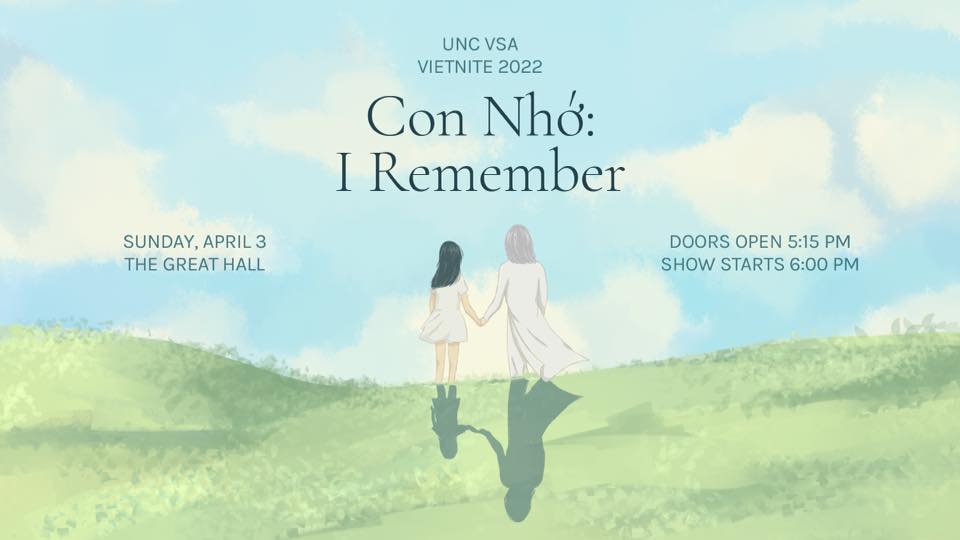 UNC VSA
VIETNITE 2022
Con Nhớ:
I Remember
SUNDAY, APRIL 3
THE GREAT HALL
DOORS OPEN 5:15 PM
SHOW STARTS 6:00 PM